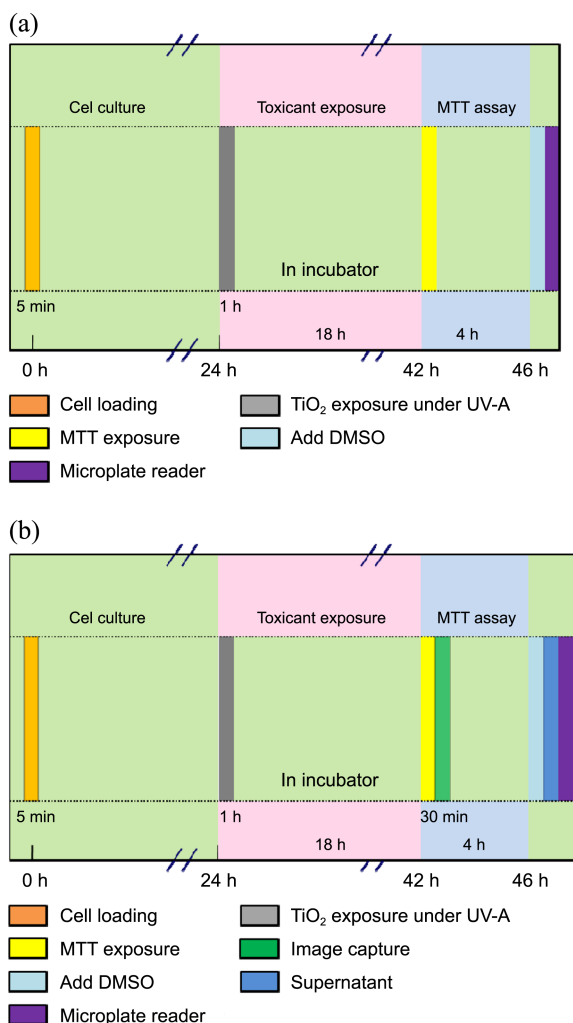 (a)
Cel culture Toxicant exposure MTT assay
In incubator
5 min 1 h
18 h 4 h
0 h 24 h 42 h 46 h
Cell loading TiO₂ exposure under UV-A
MTT exposure Add DMSO
Microplate reader
(b)
Cel culture Toxicant exposure MTT assay
In incubator
5 min 1 h 30 min
18 h 4 h
0 h 24 h 42 h 46 h
Cell loading TiO₂ exposure under UV-A
MTT exposure Image capture
Add DMSO Supernatant
Microplate reader